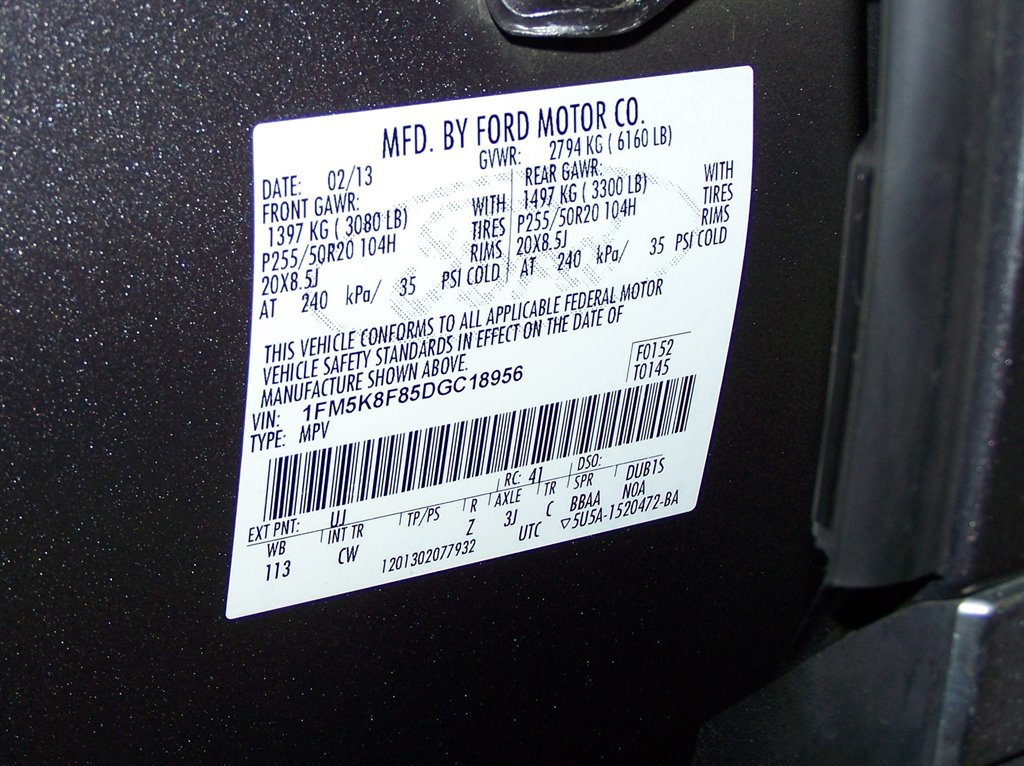 MFD. BY FORD MOTOR CO.
DATE: 02/13 GVWR: 2794 KG ( 6160 LB)
FRONT GAWR: REAR GAWR:
1397 KG ( 3080 LB) WITH 1497 KG ( 3300 LB) WITH
P255/50R20 104H TIRES P255/50R20 104H TIRES
20X8.5J RIMS 20X8.5J RIMS
AT 240 kPa/ 35 PSI COLD AT 240 kPa/ 35 PSI COLD
THIS VEHICLE CONFORMS TO ALL APPLICABLE FEDERAL MOTOR
VEHICLE SAFETY STANDARDS IN EFFECT ON THE DATE OF
MANUFACTURE SHOWN ABOVE.
VIN: 1FM5K8F85DGC18956 F0152
TYPE: MPV T0145
EXT PNT: UJ RC: 41 DSO:
WB INT TR TP/PS R AXLE TR SPR DUB1S
113 CW Z 3J C BBAA NOA
1201302077932 UTC ▽5U5A-1520472-BA